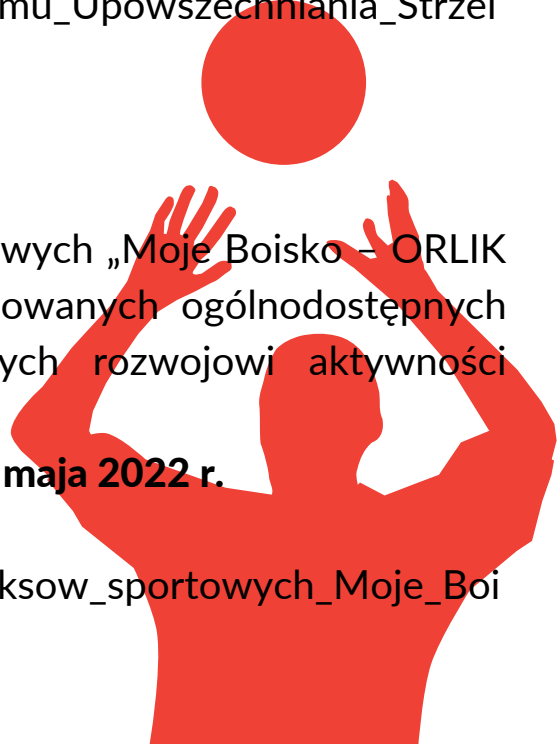 mu_Upowszechniania_Strzel
wych „Moje Boisko – ORLIK
owanych ogólnodostępnych
ych rozwojowi aktywności
maja 2022 r.
ksow_sportowych_Moje_Boi